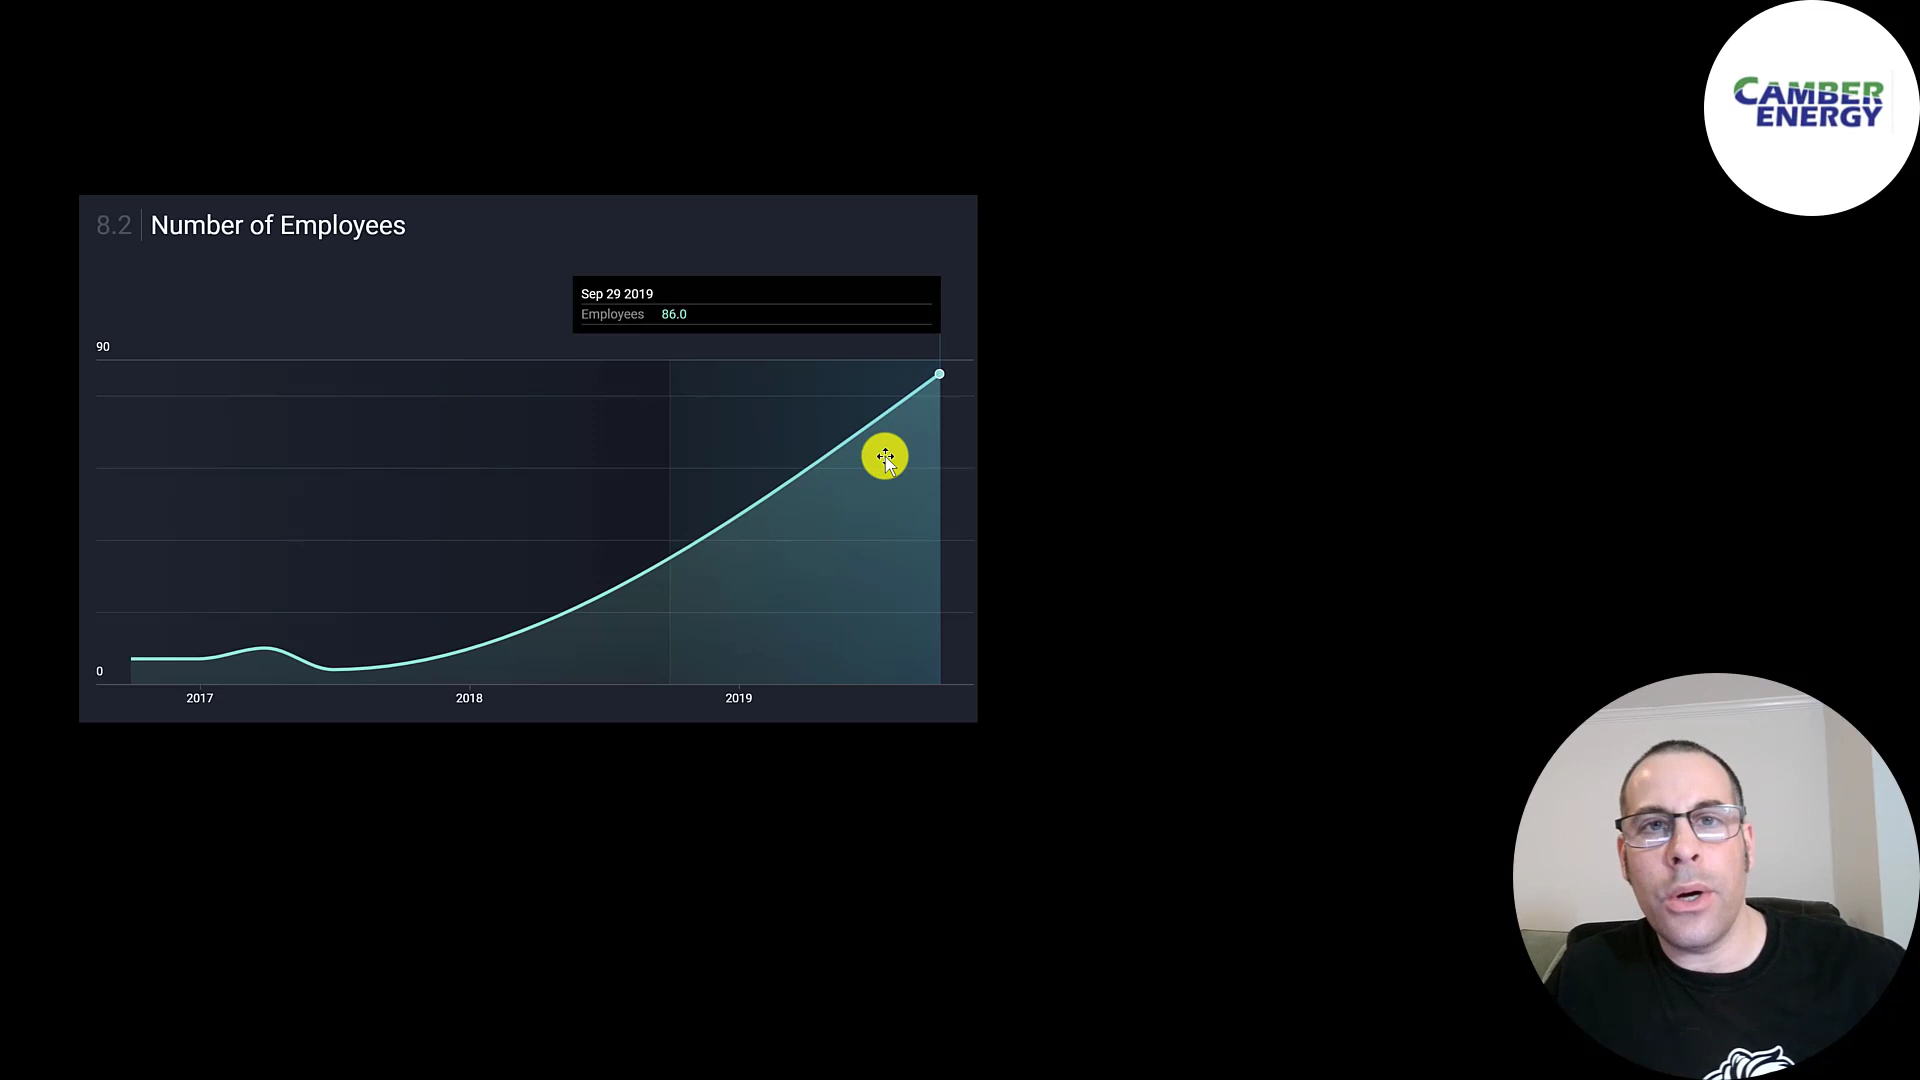 CAMBER
ENERGY
8.2 Number of Employees
Sep 29 2019
Employees 86.0
90
0
2017 2018 2019